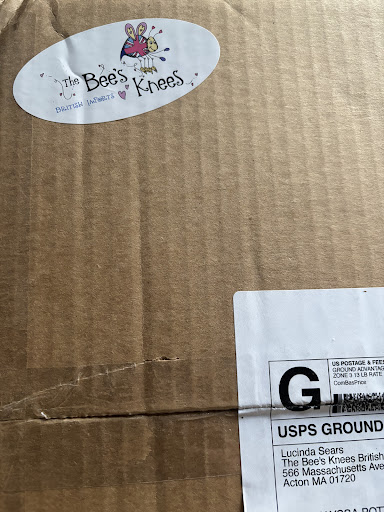 The Bee's Knees
BRITISH IMPORTS
US POSTAGE & FEES
GROUND ADVANTAGE
ZONE 3 13 LB RATE
ComBasPrice
G
USPS GROUND
Lucinda Sears
The Bee's Knees British
566 Massachusetts Ave
Acton MA 01720